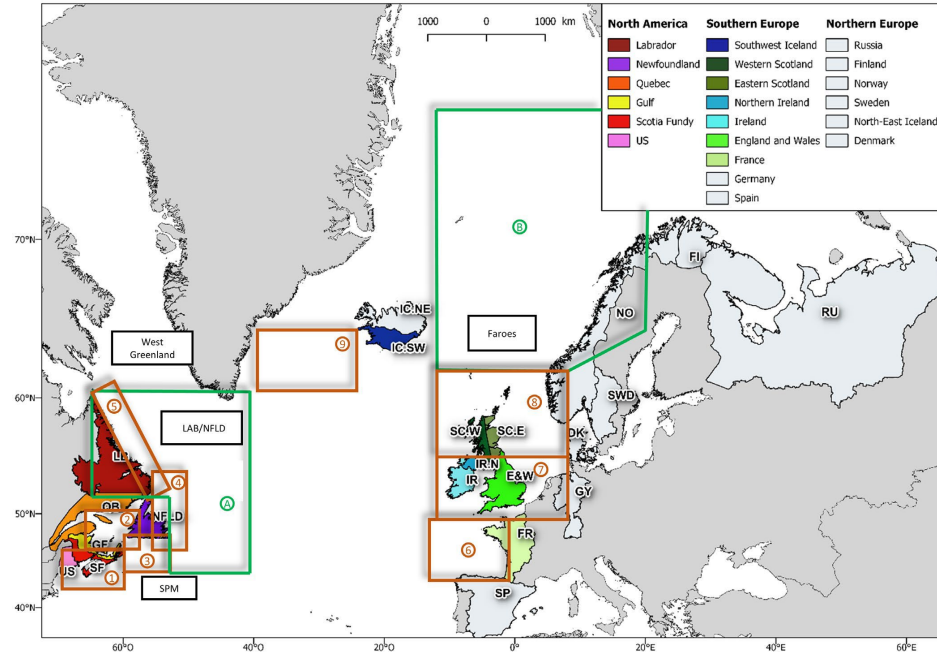 1000 0 1000 km
North America Southern Europe Northern Europe
Labrador Southwest Iceland Russia
Newfoundland Western Scotland Finland
Quebec Eastern Scotland Norway
Gulf Northern Ireland Sweden
Scotia Fundy Ireland North-East Iceland
US England and Wales Denmark
France
Germany
Spain
B
70°N
FI
IC.NE
NO
RU
9
Faroes
IC.SW
West
Greenland
60°N
5
8
SWD
LAB/NFLD
SC.W SC.E
DK
LB
IR.N
7
4
IR
E&W
GY
A
50°N
QB
2
NFLD
FR
GF
6
3
SF
US
1
SPM
SP
40°N
60°W 40°W 20°W 0° 20°E 40°E 60°E